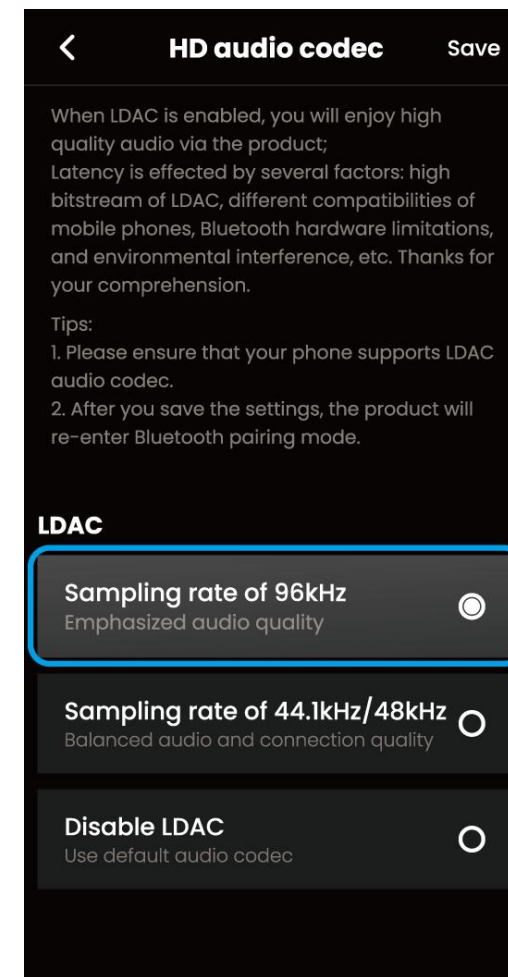 HD audio codec Save
When LDAC is enabled, you will enjoy high
quality audio via the product;
Latency is effected by several factors: high
bitstream of LDAC, different compatibilities of
mobile phones, Bluetooth hardware limitations,
and environmental interference, etc. Thanks for
your comprehension.
Tips:
1. Please ensure that your phone supports LDAC
audio codec.
2. After you save the settings, the product will
re-enter Bluetooth pairing mode.
LDAC
Sampling rate of 96kHz
Emphasized audio quality
Sampling rate of 44.1kHz/48kHz
Balanced audio and connection quality
Disable LDAC
Use default audio codec